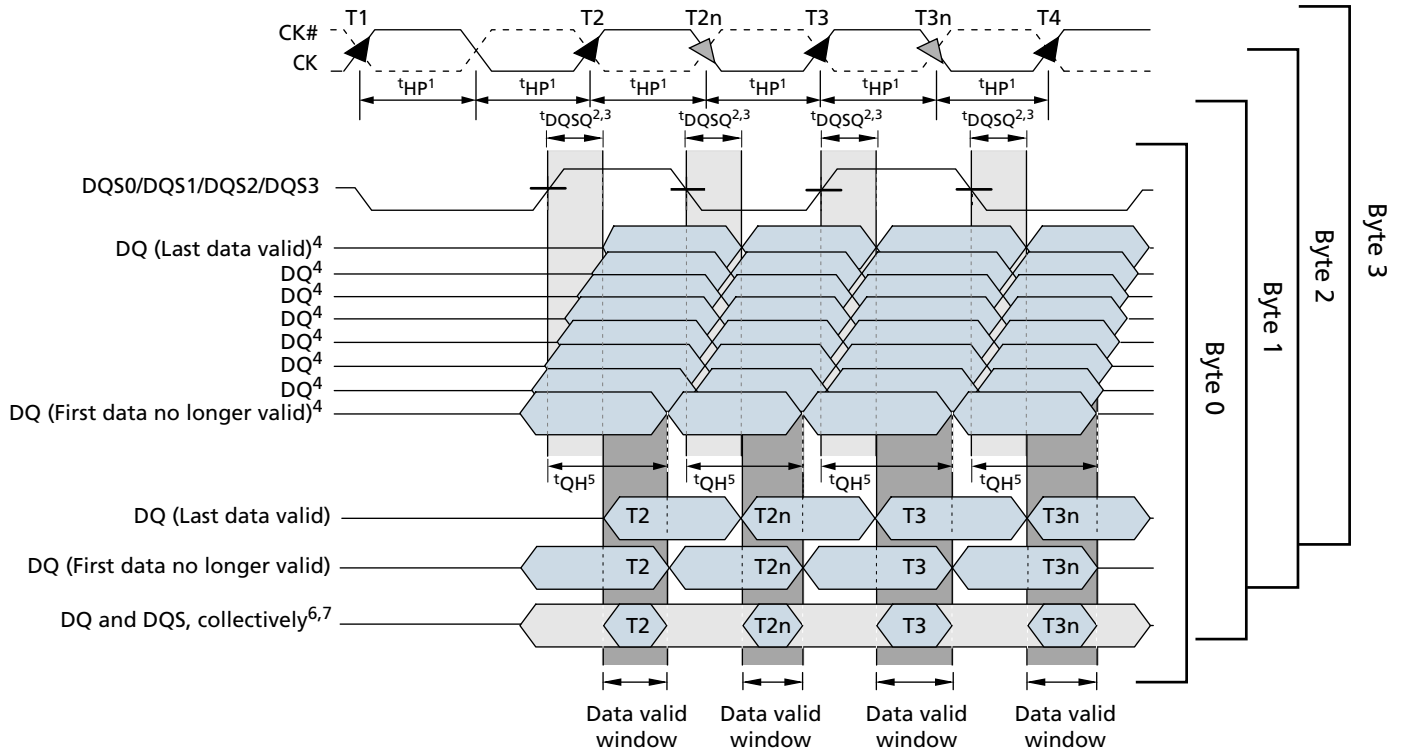 T1 T2 T2n T3 T3n T4
CK#
CK
tHP1 tHP1 tHP1 tHP1 tHP1 tHP1
tDQSQ2,3 tDQSQ2,3 tDQSQ2,3 tDQSQ2,3
DQS0/DQS1/DQS2/DQS3
DQ (Last data valid)4
DQ4
DQ4
DQ4
DQ4
DQ4
DQ4
DQ (First data no longer valid)4
tQH5 tQH5 tQH5 tQH5
DQ (Last data valid) T2 T2n T3 T3n
DQ (First data no longer valid) T2 T2n T3 T3n
DQ and DQS, collectively6,7 T2 T2n T3 T3n
Data valid window
Data valid window
Data valid window
Data valid window
Byte 0
Byte 1
Byte 2
Byte 3